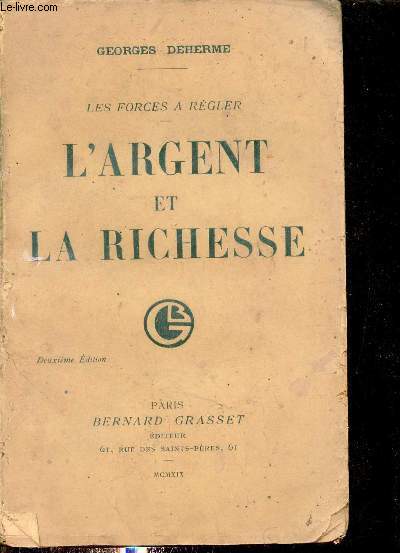 Le-livre.com
GEORGES DEHERME
LES FORCES A RÉGLER
L'ARGENT
ET
LA RICHESSE
BG
Deuxième Édition
PARIS
BERNARD GRASSET
ÉDITEUR
61, RUE DES SAINTS-PÈRES, 61
MCMXIX